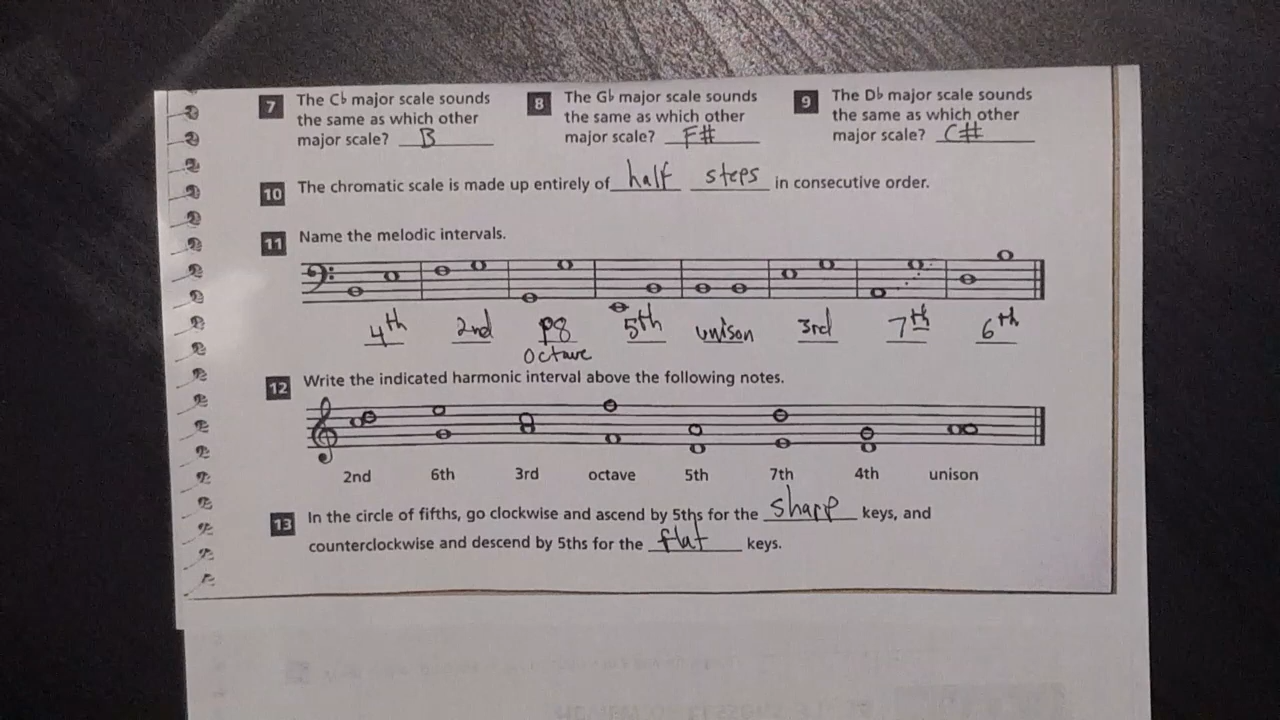 7 The C♭ major scale sounds the same as which other major scale? B
8 The G♭ major scale sounds the same as which other major scale? F#
9 The D♭ major scale sounds the same as which other major scale? C#
10 The chromatic scale is made up entirely of half steps in consecutive order.
11 Name the melodic intervals.
4th 2nd P8 5th unison 3rd 7th 6th
octave
12 Write the indicated harmonic interval above the following notes.
2nd 6th 3rd octave 5th 7th 4th unison
13 In the circle of fifths, go clockwise and ascend by 5ths for the sharp keys, and
counterclockwise and descend by 5ths for the flat keys.